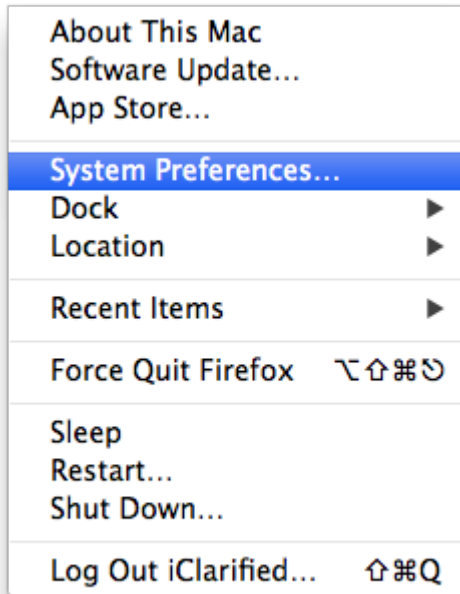 About This Mac
Software Update...
App Store...
System Preferences...
Dock ▶
Location ▶
Recent Items ▶
Force Quit Firefox ⌥⇧⌘⎋
Sleep
Restart...
Shut Down...
Log Out iClarified... ⇧⌘Q